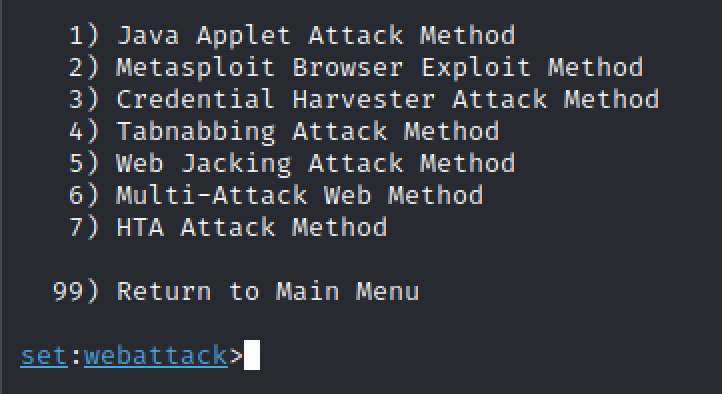 1) Java Applet Attack Method
2) Metasploit Browser Exploit Method
3) Credential Harvester Attack Method
4) Tabnabbing Attack Method
5) Web Jacking Attack Method
6) Multi-Attack Web Method
7) HTA Attack Method
99) Return to Main Menu
set:webattack>